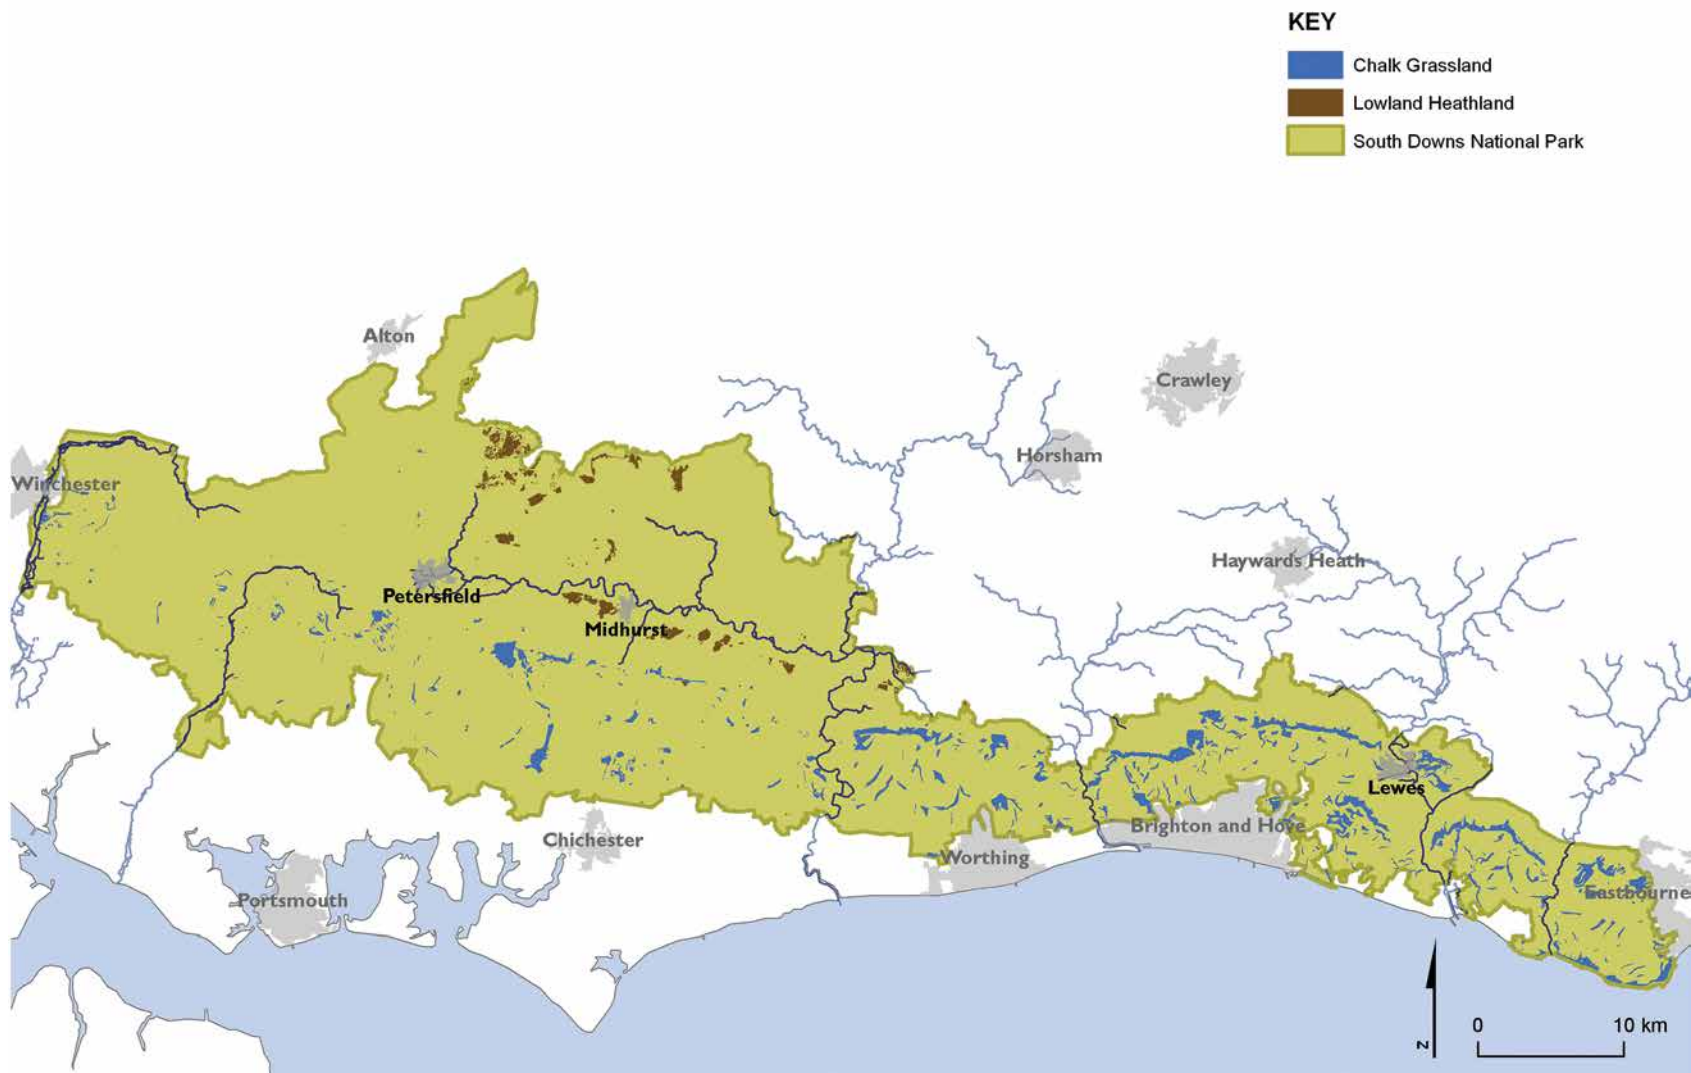 KEY
Chalk Grassland
Lowland Heathland
South Downs National Park
Alton
Crawley
Horsham
Winchester
Haywards Heath
Petersfield
Midhurst
Lewes
Brighton and Hove
Chichester
Worthing
Eastbourne
Portsmouth
0 10 km
N